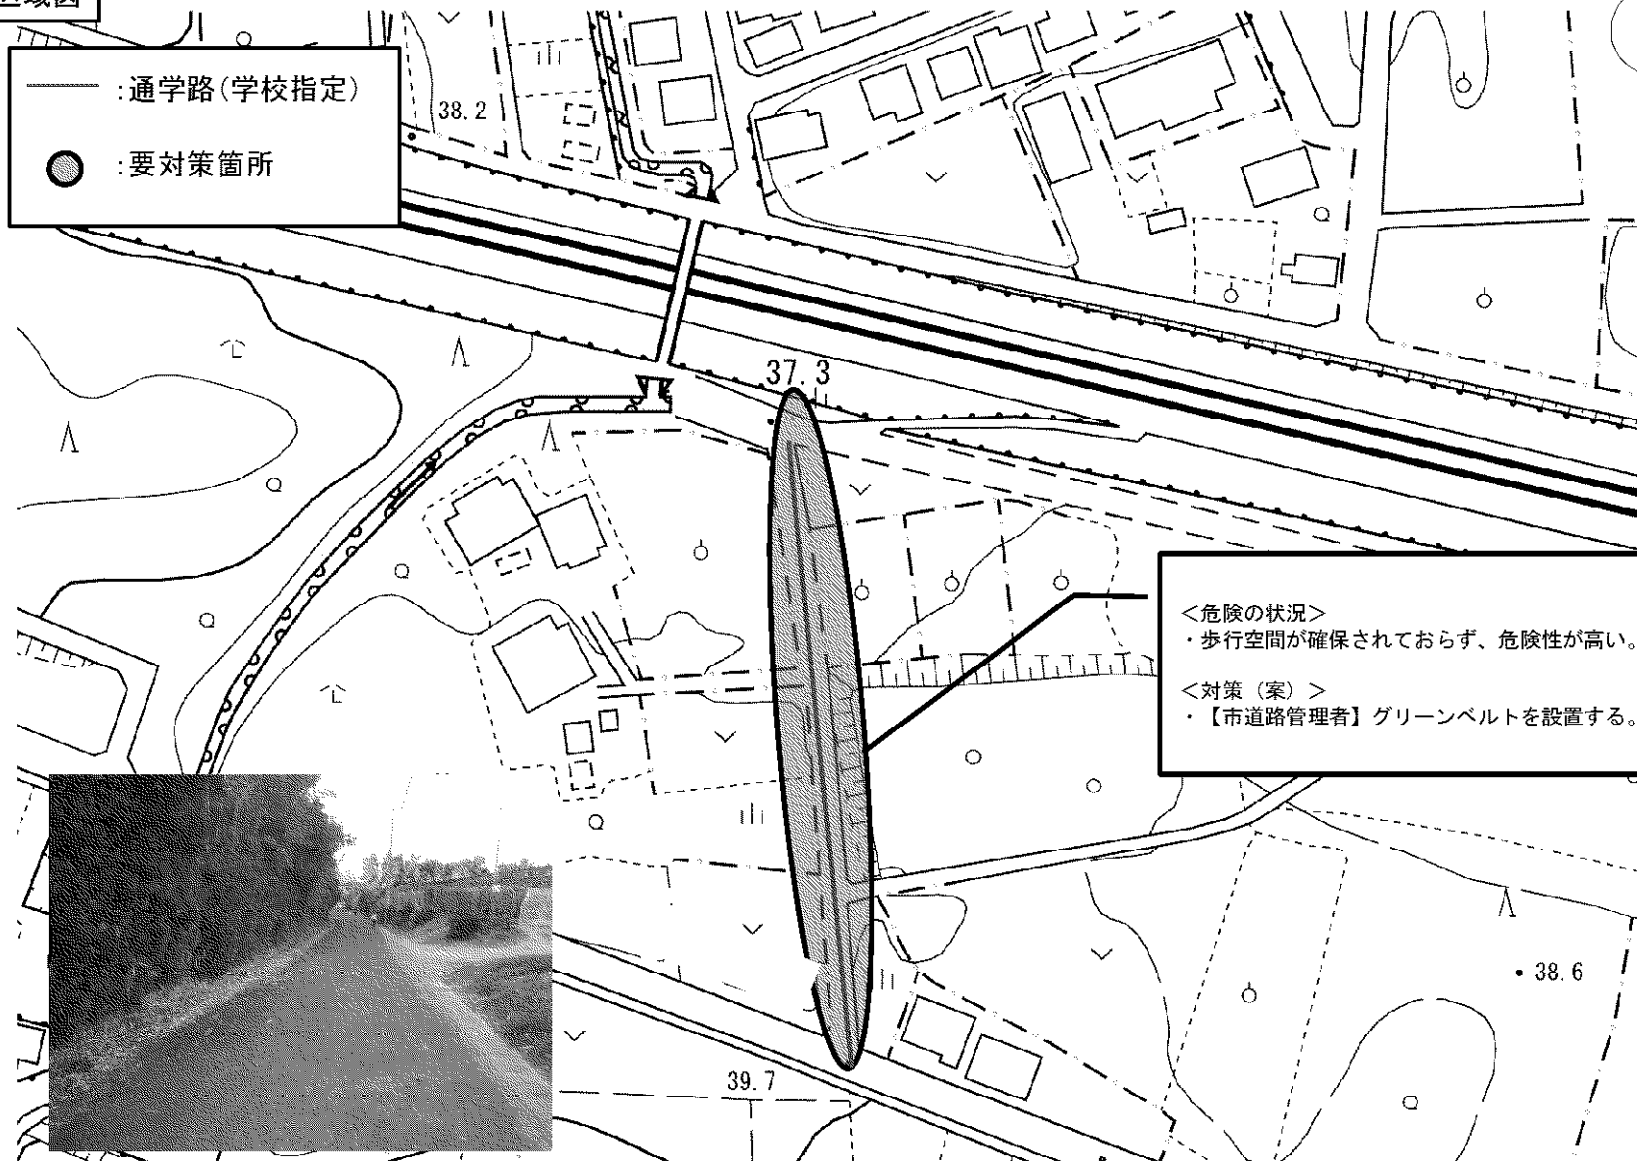 :通学路(学校指定)
:要対策箇所
38.2
37.3
<危険の状況>
・歩行空間が確保されておらず、危険性が高い。
<対策（案）>
・【市道路管理者】グリーンベルトを設置する。
38.6
39.7